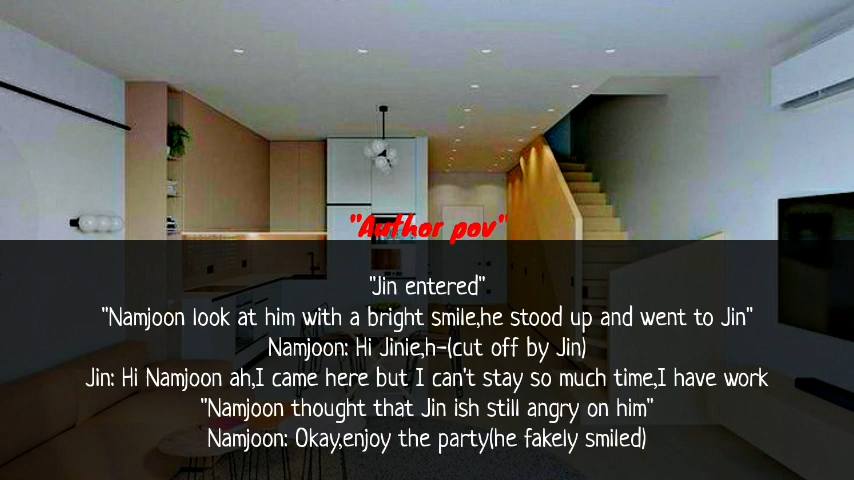 "Author pov"
"Jin entered"
"Namjoon look at him with a bright smile,he stood up and went to Jin"
Namjoon: Hi Jinie,h-(cut off by Jin)
Jin: Hi Namjoon ah,I came here but I can't stay so much time,I have work
"Namjoon thought that Jin ish still angry on him"
Namjoon: Okay,enjoy the party(he fakely smiled)